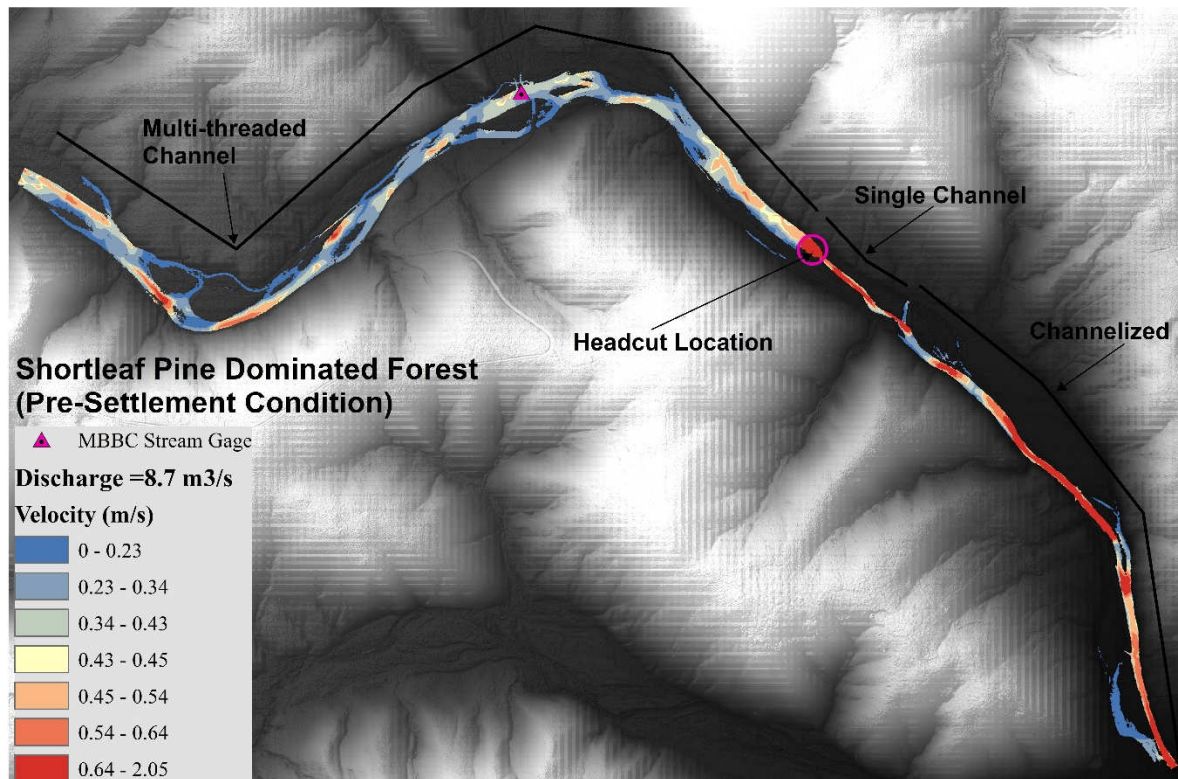 Multi-threaded
Channel
Single Channel
Headcut Location
Channelized
Shortleaf Pine Dominated Forest
(Pre-Settlement Condition)
MBBC Stream Gage
Discharge =8.7 m3/s
Velocity (m/s)
0 - 0.23
0.23 - 0.34
0.34 - 0.43
0.43 - 0.45
0.45 - 0.54
0.54 - 0.64
0.64 - 2.05